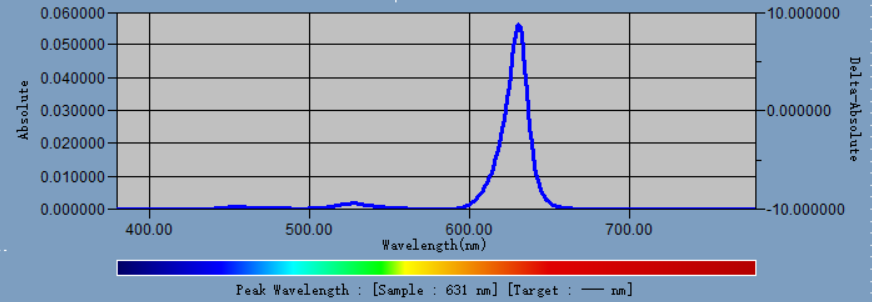 0.060000
0.050000
0.040000
0.030000
0.020000
0.010000
0.000000
Absolute
10.000000
0.000000
-10.000000
Delta-Absolute
400.00 500.00 600.00 700.00
Wavelength(nm)
Peak Wavelength : [Sample : 631 nm] [Target : —— nm]